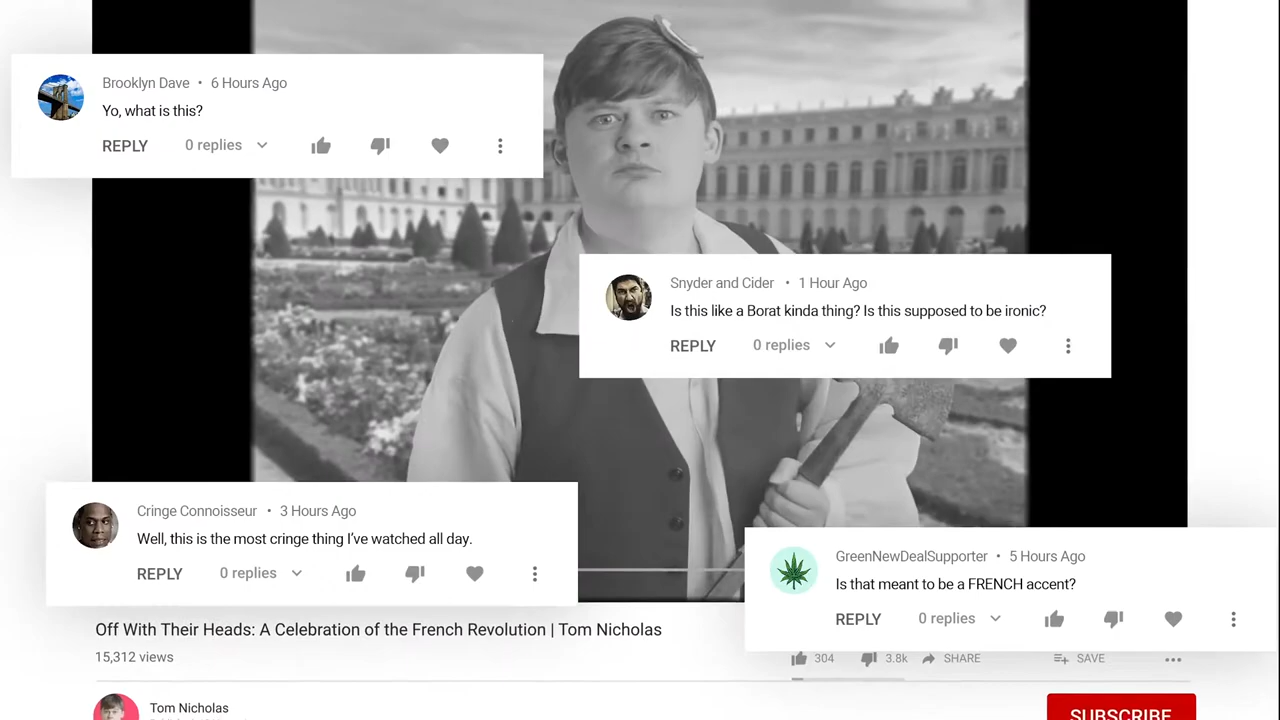 Brooklyn Dave • 6 Hours Ago
Yo, what is this?
REPLY 0 replies
Snyder and Cider • 1 Hour Ago
Is this like a Borat kinda thing? Is this supposed to be ironic?
REPLY 0 replies
Cringe Connoisseur • 3 Hours Ago
Well, this is the most cringe thing I've watched all day.
REPLY 0 replies
GreenNewDealSupporter • 5 Hours Ago
Is that meant to be a FRENCH accent?
REPLY 0 replies
Off With Their Heads: A Celebration of the French Revolution | Tom Nicholas
15,312 views
304 3.8k SHARE SAVE
Tom Nicholas
SUBSCRIBE